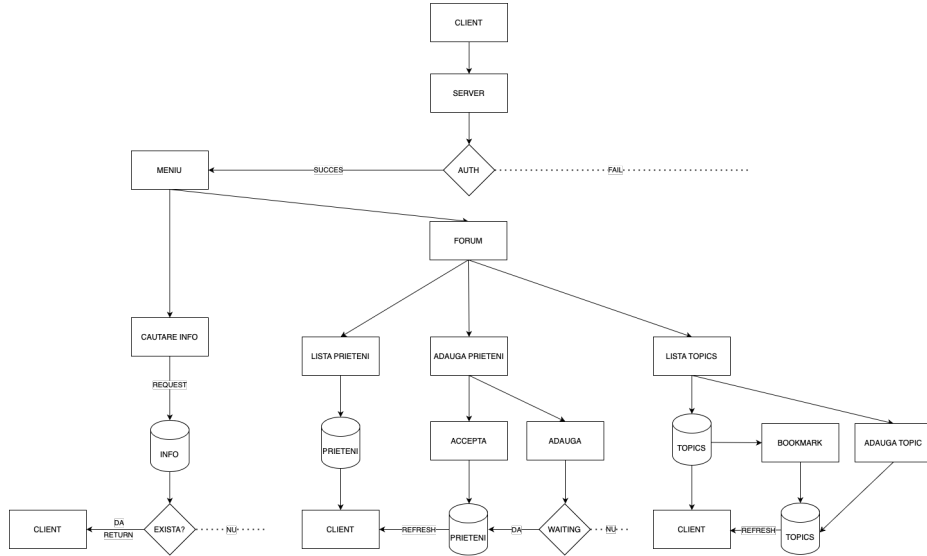 CLIENT
SERVER
MENIU
SUCCES
AUTH
FAIL
FORUM
CAUTARE INFO
LISTA PRIETENI
ADAUGA PRIETENI
LISTA TOPICS
REQUEST
INFO
PRIETENI
ACCEPTA
ADAUGA
TOPICS
BOOKMARK
ADAUGA TOPIC
CLIENT
DA
RETURN
EXISTA?
NU
CLIENT
REFRESH
PRIETENI
DA
WAITING
NU
CLIENT
REFRESH
TOPICS